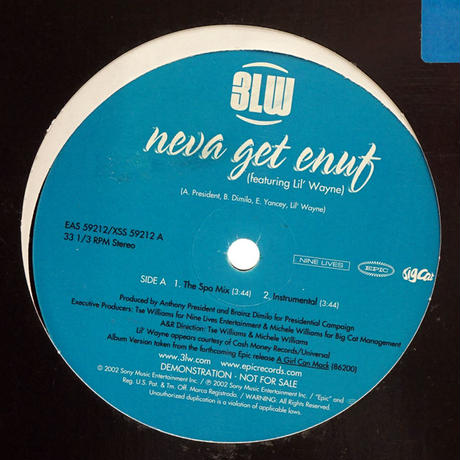 3LW
neva get enuf
(featuring Lil' Wayne)
(A. President, B. Dimilo, E. Yancey, Lil' Wayne)
EAS 59212/XSS 59212 A
33 1/3 RPM Stereo
NINE LIVES
EPIC
BigCat
SIDE A 1. The Spa Mix (3:44) 2. Instrumental (3:44)
Produced by Anthony President and Brainz Dimilo for Presidential Campaign
Executive Producers: Tse Williams for Nine Lives Entertainment & Michele Williams for Big Cat Management
A&R Direction: Tse Williams & Michele Williams
Lil' Wayne appears courtesy of Cash Money Records/Universal
Album Version taken from the forthcoming Epic release A Girl Can Mack (86200)
www.3lw.com www.epicrecords.com
DEMONSTRATION - NOT FOR SALE
© 2002 Sony Music Entertainment Inc. / ℗ 2002 Sony Music Entertainment Inc. / "Epic" and
Reg. U.S. Pat. & Tm. Off. Marca Registrada. / WARNING: All Rights Reserved.
Unauthorized duplication is a violation of applicable laws.